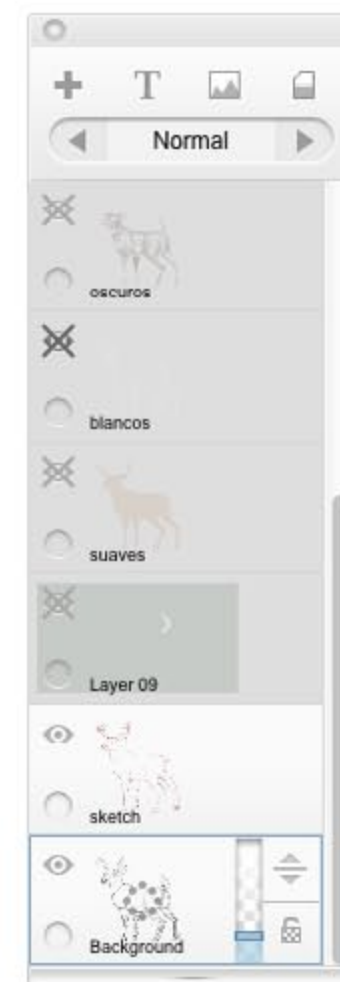 T
Normal
oscuros
blancos
suaves
Layer 09
sketch
Background